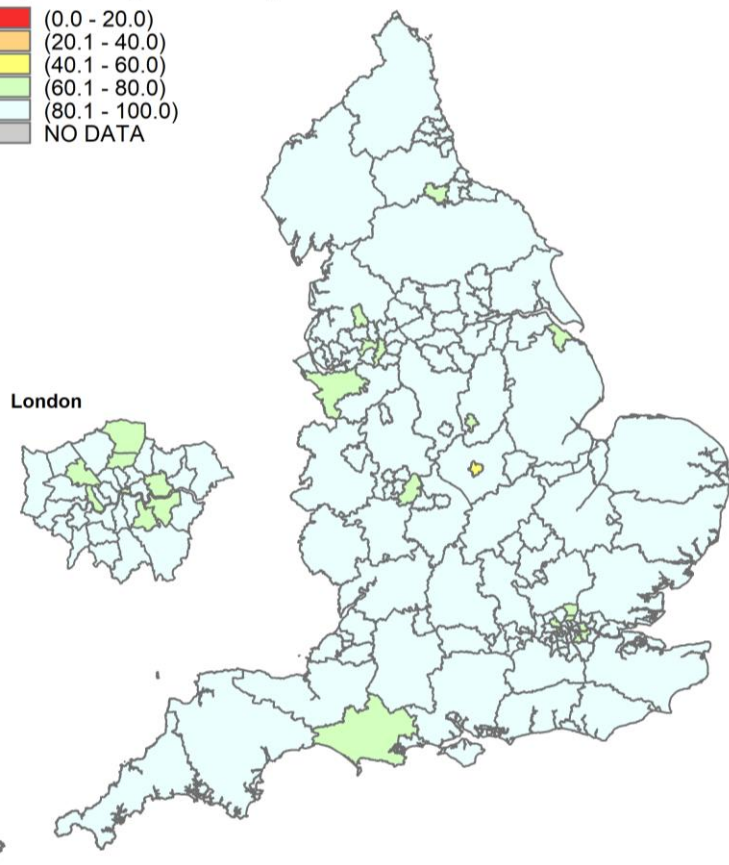 (0.0 - 20.0)
(20.1 - 40.0)
(40.1 - 60.0)
(60.1 - 80.0)
(80.1 - 100.0)
NO DATA
London